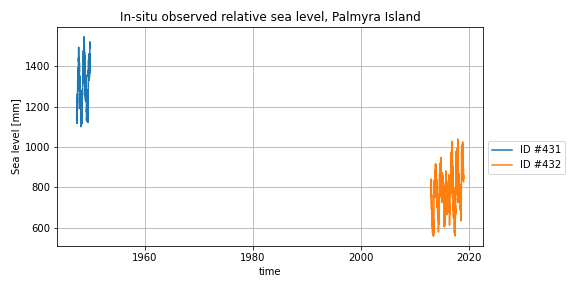 In-situ observed relative sea level, Palmyra Island
Sea level [mm]
1400
1200
1000
800
600
1960
1980
2000
2020
time
ID #431
ID #432